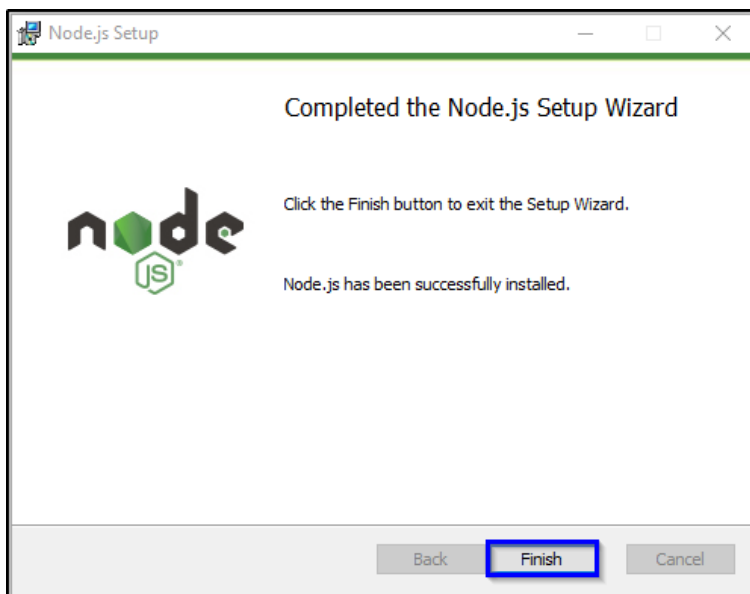 Node.js Setup
Completed the Node.js Setup Wizard
Click the Finish button to exit the Setup Wizard.
node
JS
Node.js has been successfully installed.
Back Finish Cancel